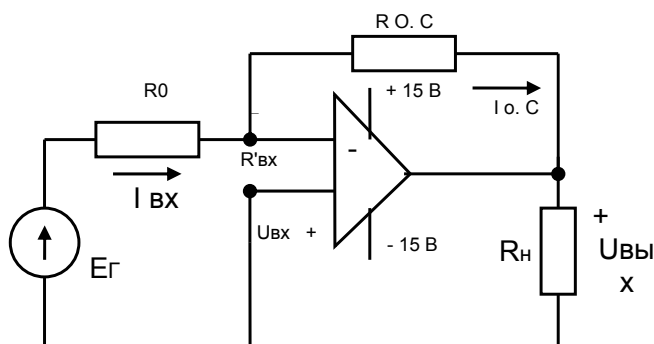 R О. С
R0
+ 15 В
I о. С
R'вх
-
I вх
Uвх +
- 15 В
Eг
Rн
+
Uвы
х